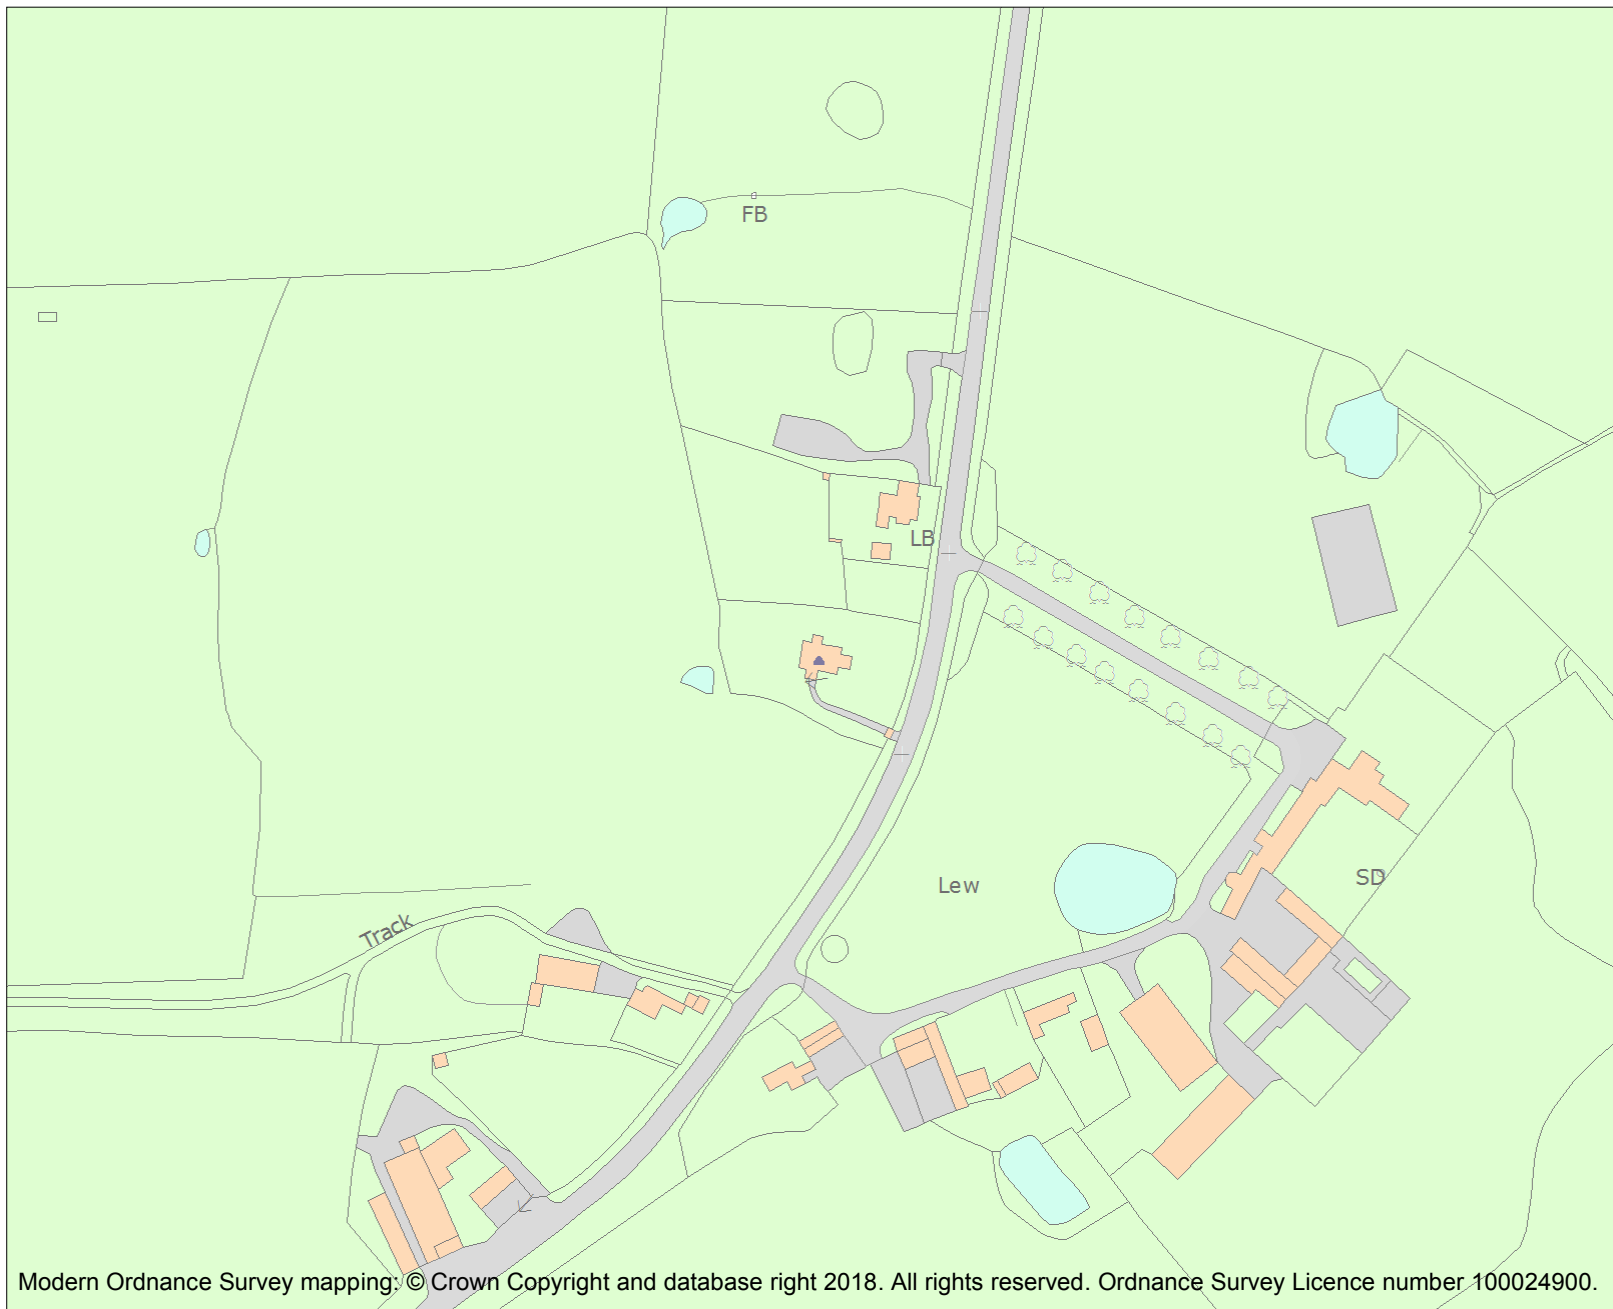 FB
LB
Lew
SD
Track
Modern Ordnance Survey mapping: © Crown Copyright and database right 2018. All rights reserved. Ordnance Survey Licence number 100024900.